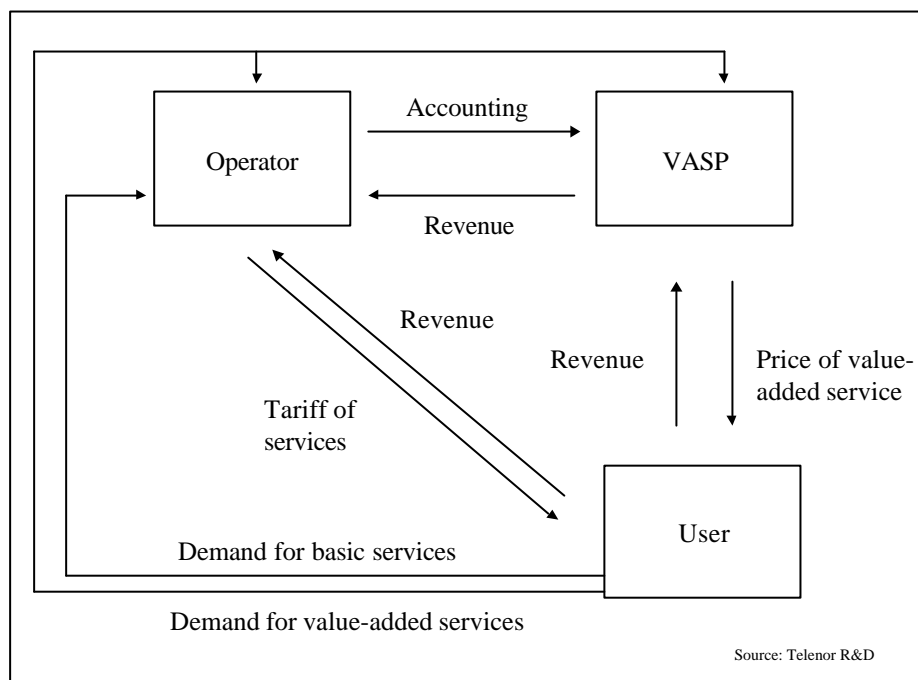 Accounting
Operator
VASP
Revenue
Revenue
Revenue
Price of value-
added service
Tariff of
services
User
Demand for basic services
Demand for value-added services
Source: Telenor R&D